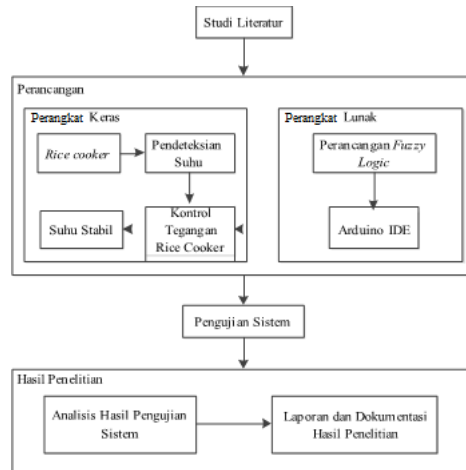 Studi Literatur
Perancangan
Perangkat Keras
Rice cooker
Pendeteksian
Suhu
Suhu Stabil
Kontrol
Tegangan
Rice Cooker
Perangkat Lunak
Perancangan Fuzzy
Logic
Arduino IDE
Pengujian Sistem
Hasil Penelitian
Analisis Hasil Pengujian
Sistem
Laporan dan Dokumentasi
Hasil Penelitian